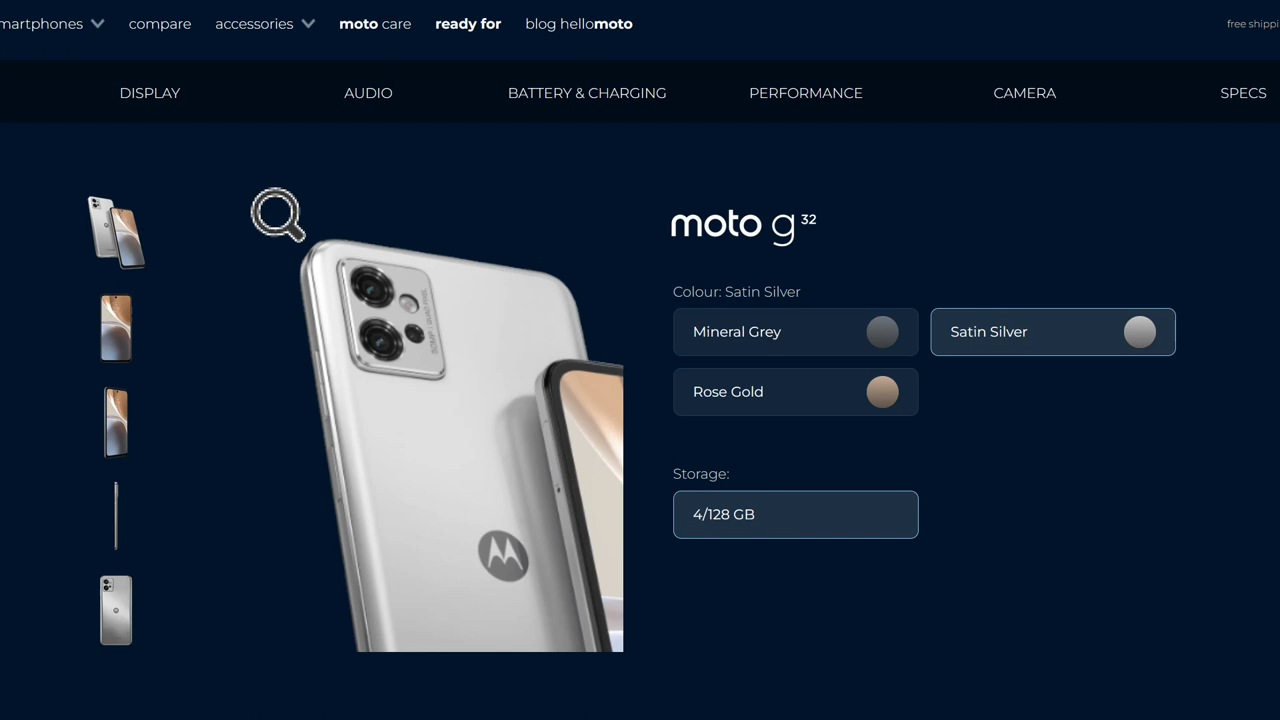 martphones compare accessories moto care ready for blog hellomoto free shippi
DISPLAY AUDIO BATTERY & CHARGING PERFORMANCE CAMERA SPECS
moto g 32
Colour: Satin Silver
Mineral Grey Satin Silver
Rose Gold
Storage:
4/128 GB